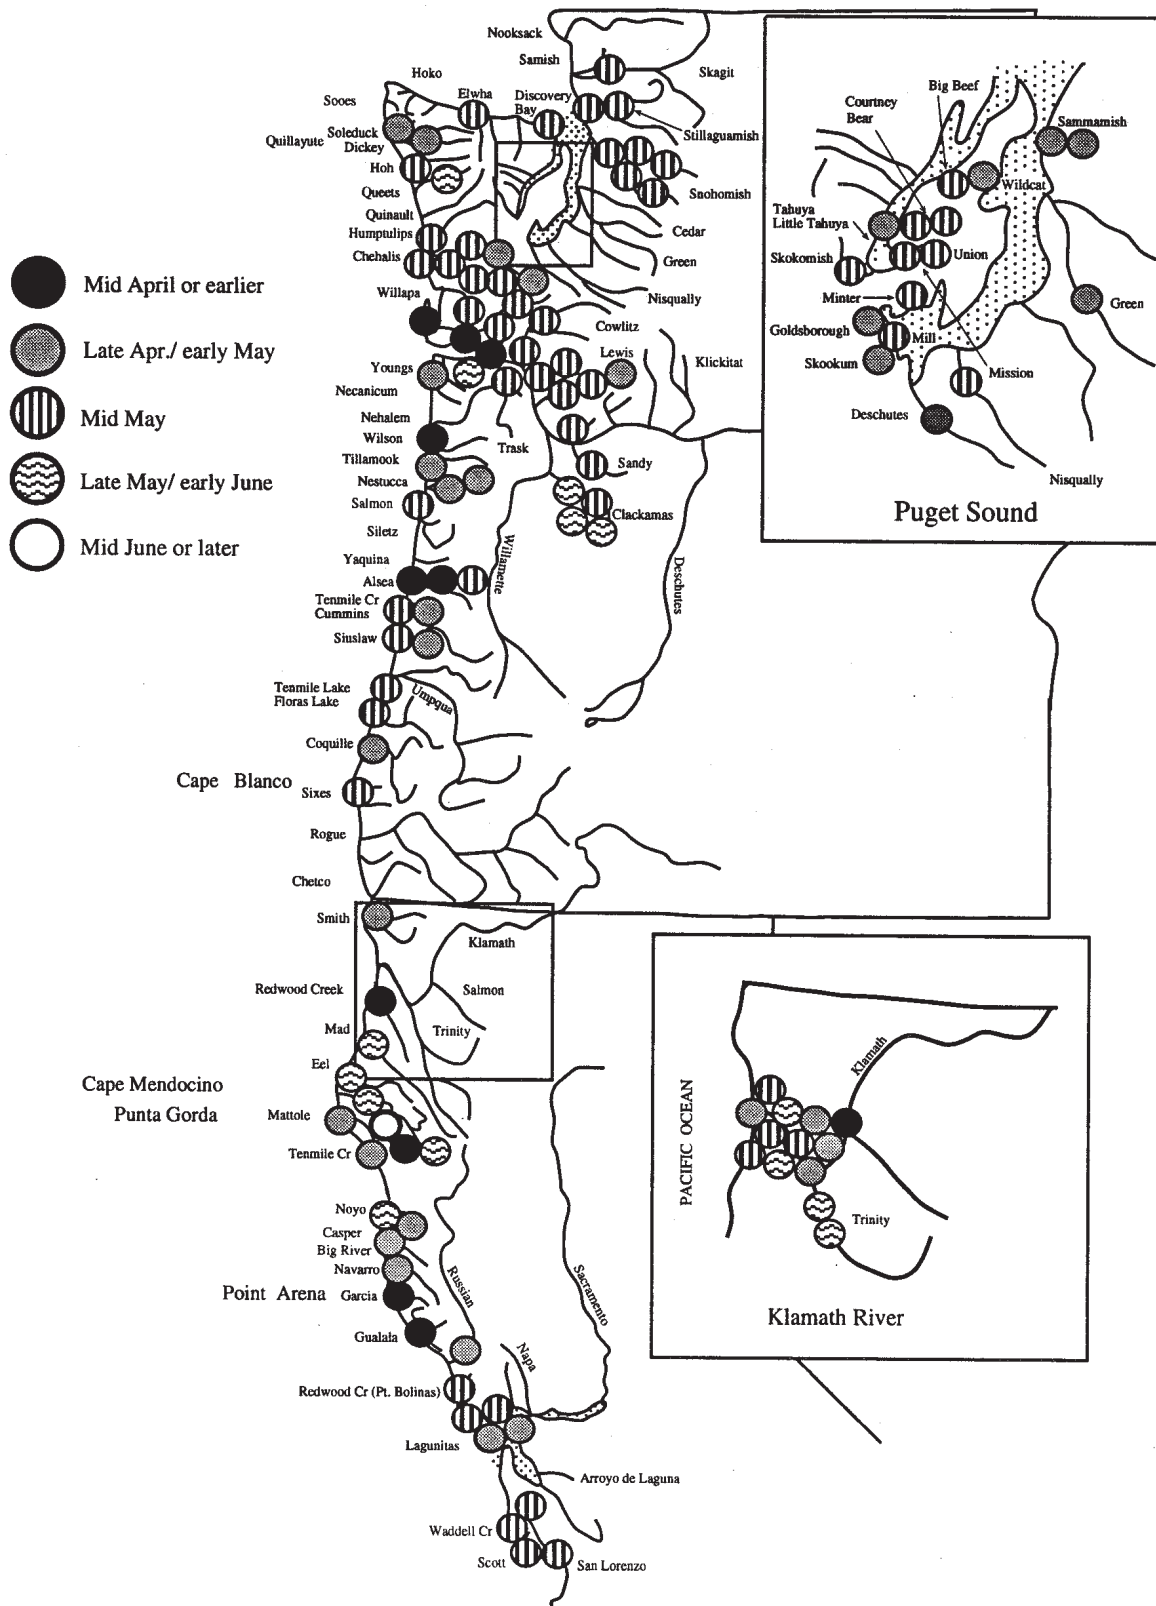 Nooksack
Samish
Skagit
Hoko
Sooes
Elwha
Discovery
Bay
Stillaguamish
Quillayute
Soleduck
Dickey
Hoh
Queets
Snohomish
Quinault
Humptulips
Cedar
Chehalis
Green
Willapa
Nisqually
Cowlitz
Lewis
Klickitat
Youngs
Necanicum
Nehalem
Wilson
Trask
Tillamook
Sandy
Nestucca
Salmon
Clackamas
Siletz
Willamette
Yaquina
Deschutes
Alsea
Tenmile Cr
Cummins
Siuslaw
Tenmile Lake
Floras Lake
Umpqua
Coquille
Cape Blanco
Sixes
Rogue
Chetco
Smith
Klamath
Redwood Creek
Salmon
Mad
Trinity
Eel
Cape Mendocino
Punta Gorda
Mattole
Tenmile Cr
Noyo
Casper
Big River
Navarro
Russian
Sacramento
Point Arena
Garcia
Gualala
Napa
Redwood Cr (Pt. Bolinas)
Lagunitas
Arroyo de Laguna
Waddell Cr
Scott
San Lorenzo
Mid April or earlier
Late Apr./ early May
Mid May
Late May/ early June
Mid June or later
Big Beef
Courtney
Bear
Sammamish
Wildcat
Tahuya
Little Tahuya
Skokomish
Union
Minter
Green
Goldsborough
Mill
Skookum
Mission
Deschutes
Nisqually
Puget Sound
Klamath
PACIFIC OCEAN
Trinity
Klamath River